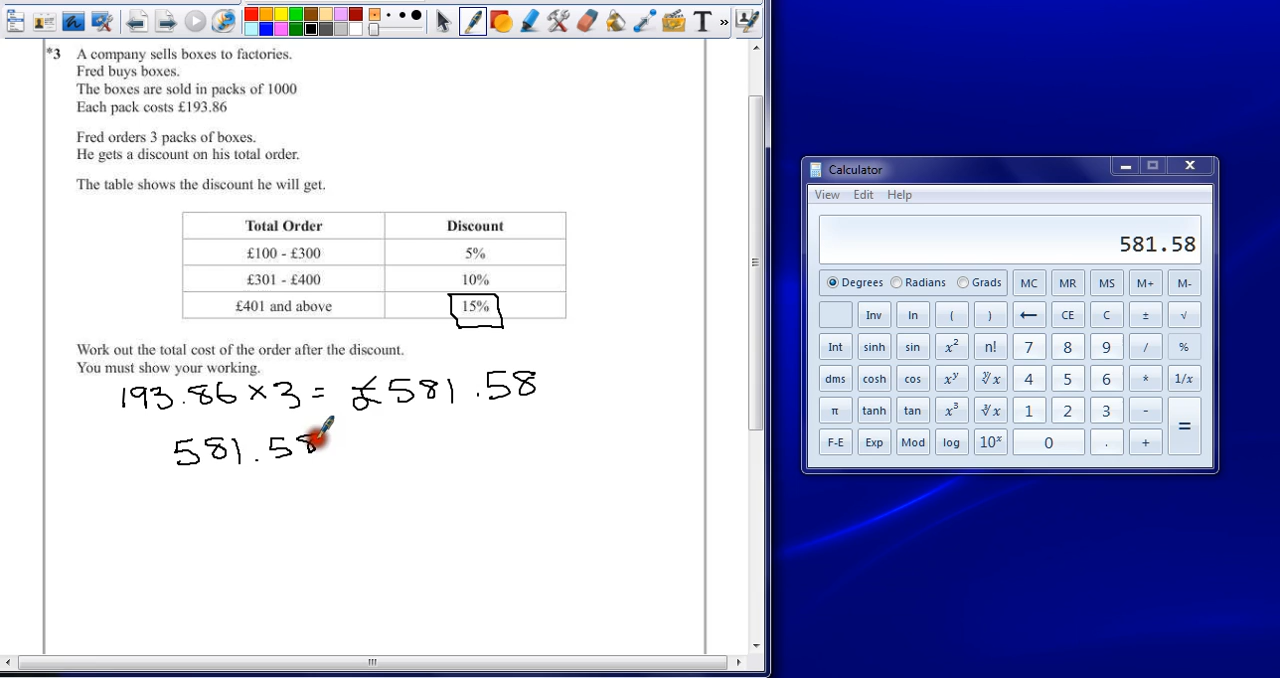 *3 A company sells boxes to factories.
Fred buys boxes.
The boxes are sold in packs of 1000
Each pack costs £193.86
Fred orders 3 packs of boxes.
He gets a discount on his total order.
The table shows the discount he will get.
Total Order Discount
£100 - £300 5%
£301 - £400 10%
£401 and above 15%
Work out the total cost of the order after the discount.
You must show your working.
193.86 × 3 = £581.58
581.58
T »
Calculator
View Edit Help
581.58
Degrees Radians Grads MC MR MS M+ M-
Inv ln ( ) ← CE C ± √
Int sinh sin x² n! 7 8 9 / %
dms cosh cos xʸ ʸ√x 4 5 6 * 1/x
π tanh tan x³ ³√x 1 2 3 - =
F-E Exp Mod log 10ˣ 0 . +